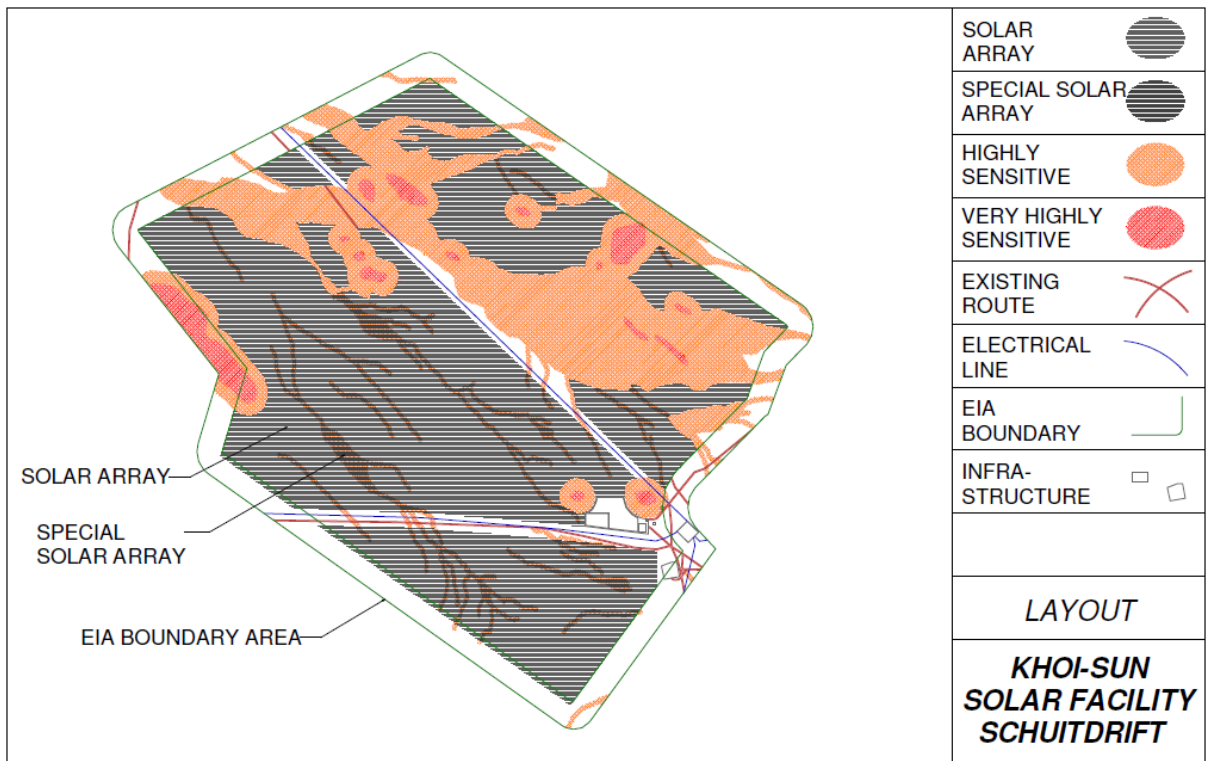 SOLAR
ARRAY
SPECIAL SOLAR
ARRAY
HIGHLY
SENSITIVE
VERY HIGHLY
SENSITIVE
EXISTING
ROUTE
ELECTRICAL
LINE
EIA
BOUNDARY
INFRA-
STRUCTURE
LAYOUT
KHOI-SUN
SOLAR FACILITY
SCHUITDRIFT
SOLAR ARRAY
SPECIAL
SOLAR ARRAY
EIA BOUNDARY AREA